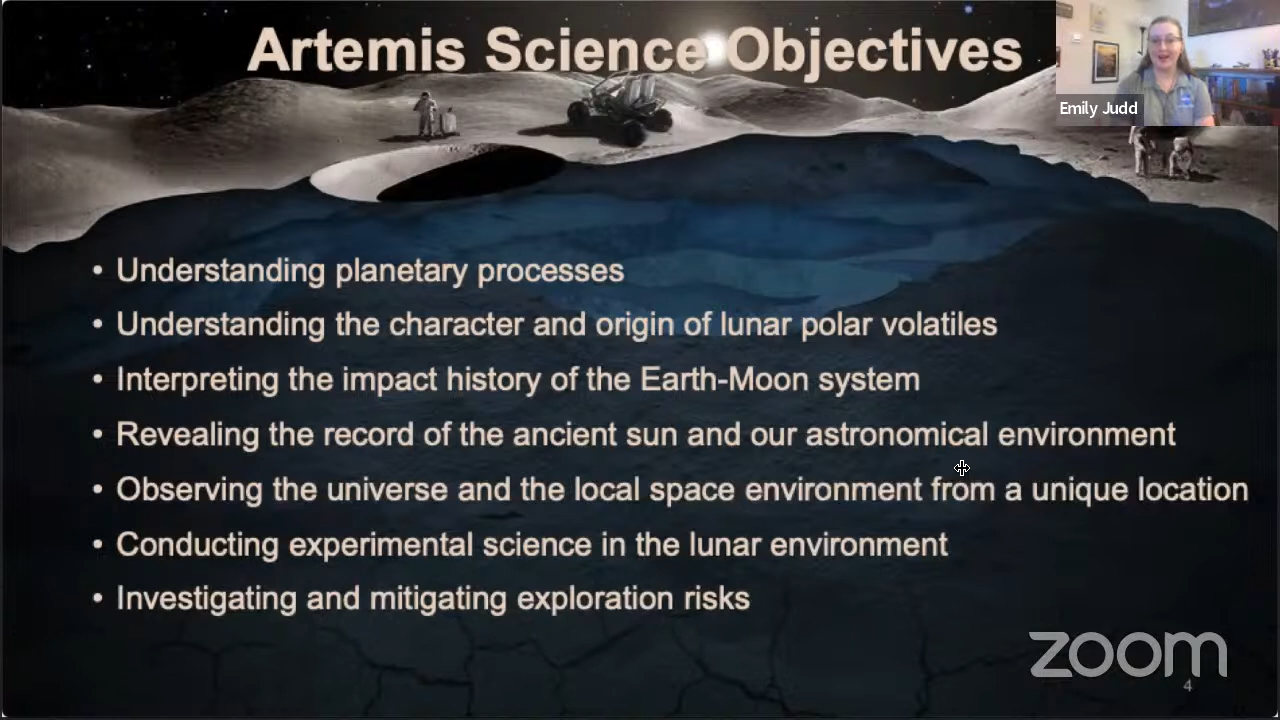 Artemis Science Objectives
Emily Judd
• Understanding planetary processes
• Understanding the character and origin of lunar polar volatiles
• Interpreting the impact history of the Earth-Moon system
• Revealing the record of the ancient sun and our astronomical environment
• Observing the universe and the local space environment from a unique location
• Conducting experimental science in the lunar environment
• Investigating and mitigating exploration risks
zoom
4